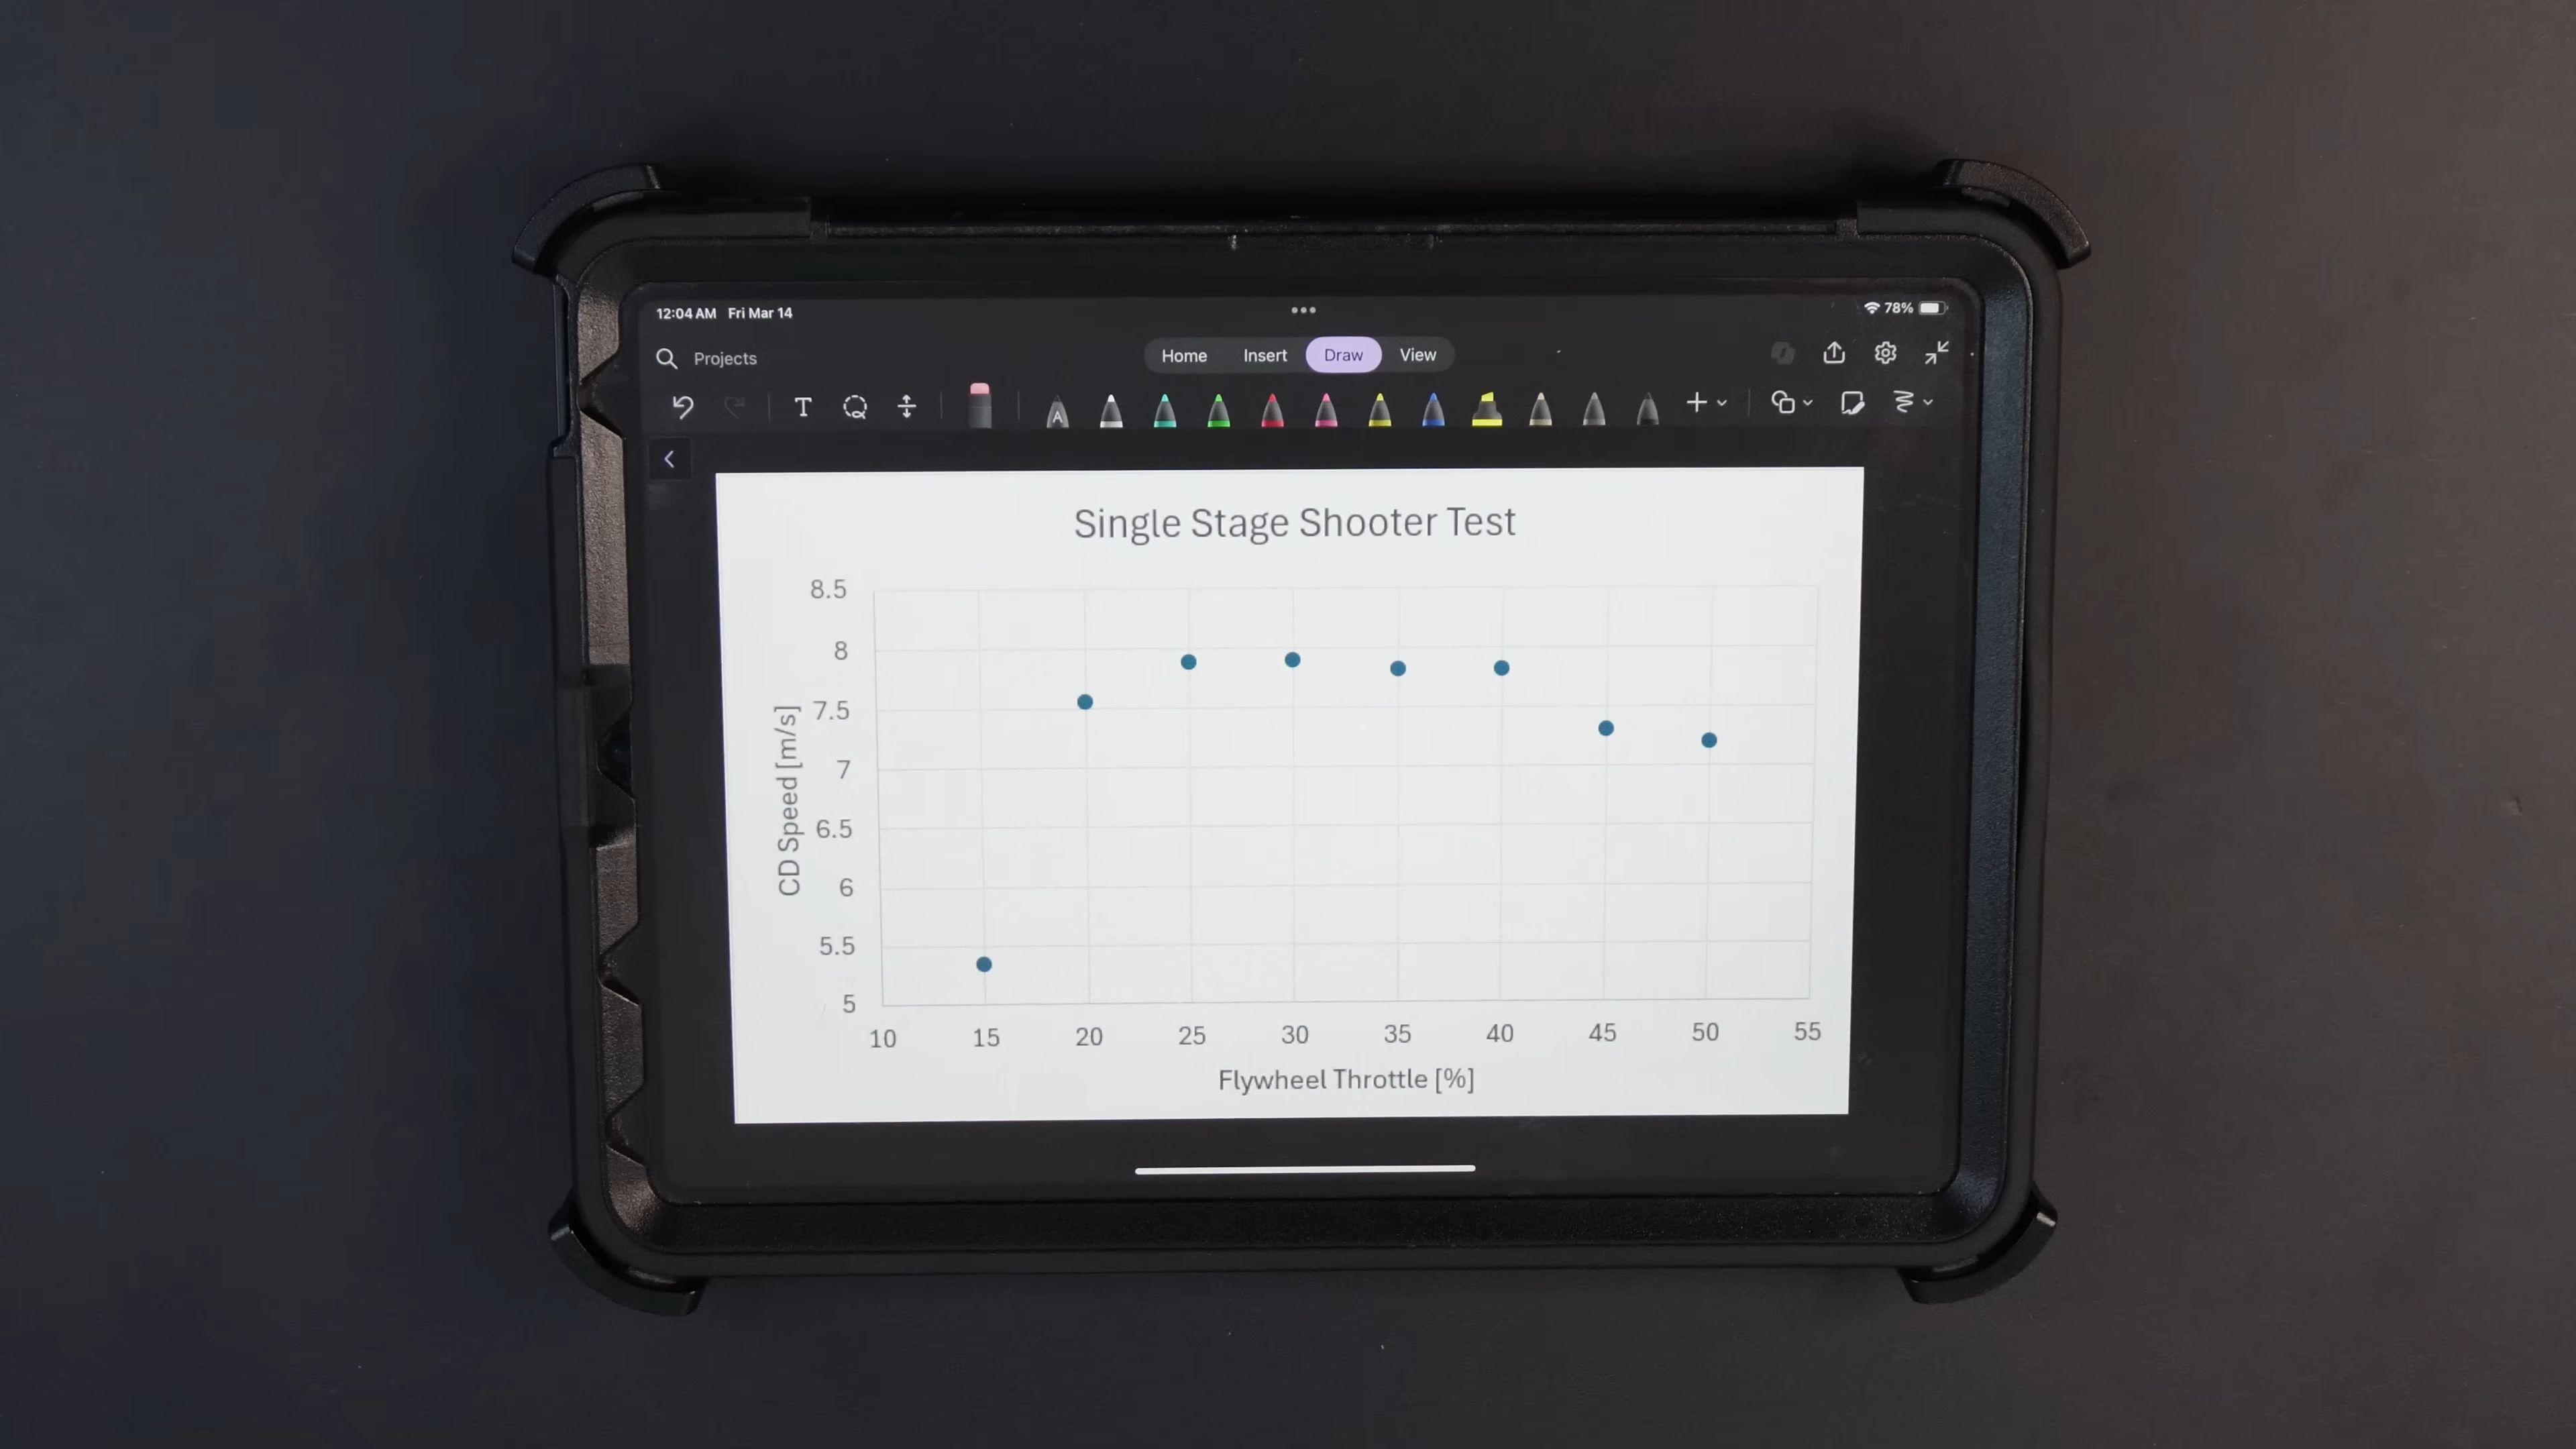 12:04 AM Fri Mar 14
78%
Projects
Home Insert Draw View
T
A
Single Stage Shooter Test
8.5
8
7.5
7
6.5
6
5.5
5
CD Speed [m/s]
10 15 20 25 30 35 40 45 50 55
Flywheel Throttle [%]